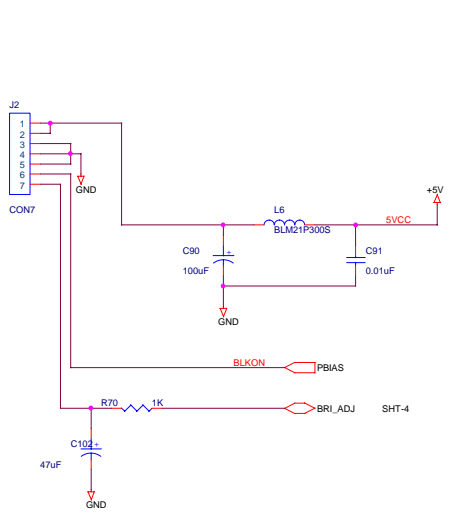 J2
1
2
3
4
5
6
7
CON7
GND
+5V
L6
5VCC
BLM21P300S
C90
+
100uF
C91
0.01uF
GND
BLKON
PBIAS
R70
1K
BRI_ADJ
SHT-4
C102
+
47uF
GND